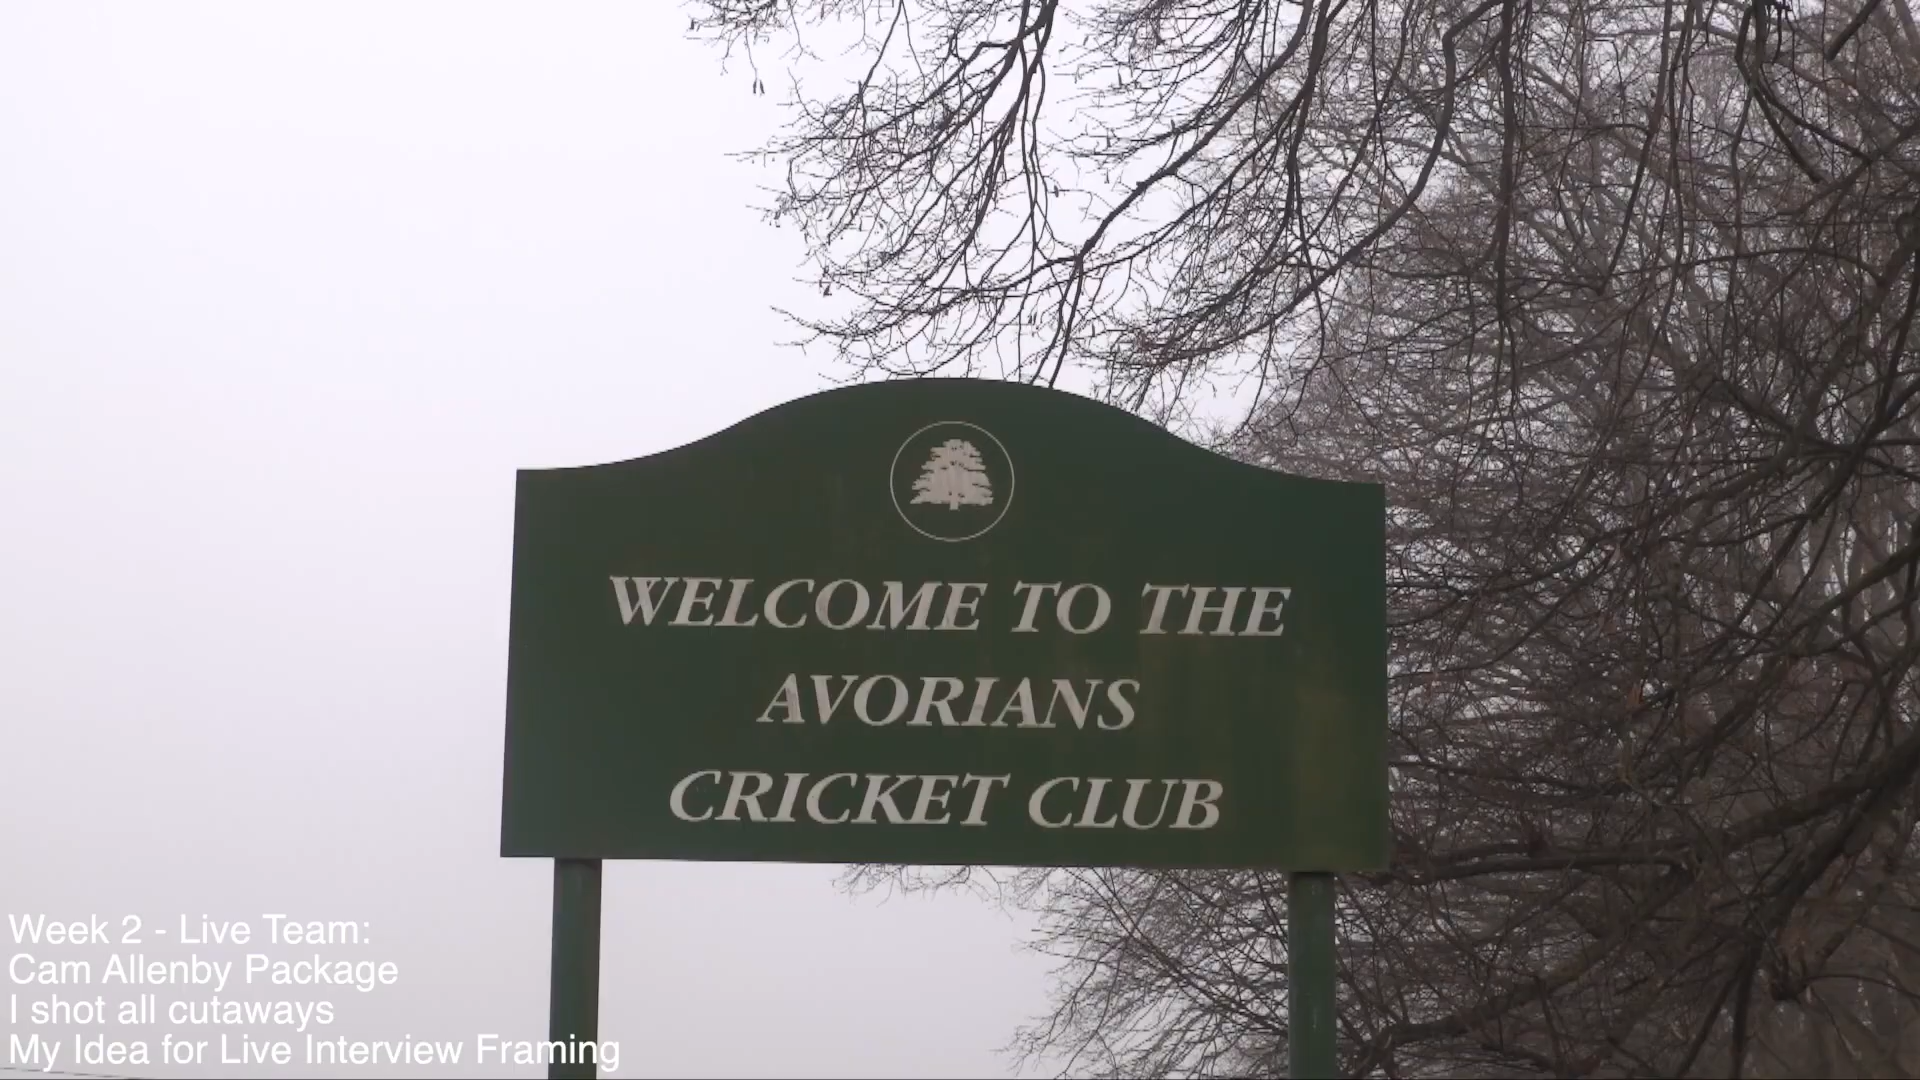 WELCOME TO THE
AVORIANS
CRICKET CLUB
Week 2 - Live Team:
Cam Allenby Package
I shot all cutaways
My Idea for Live Interview Framing